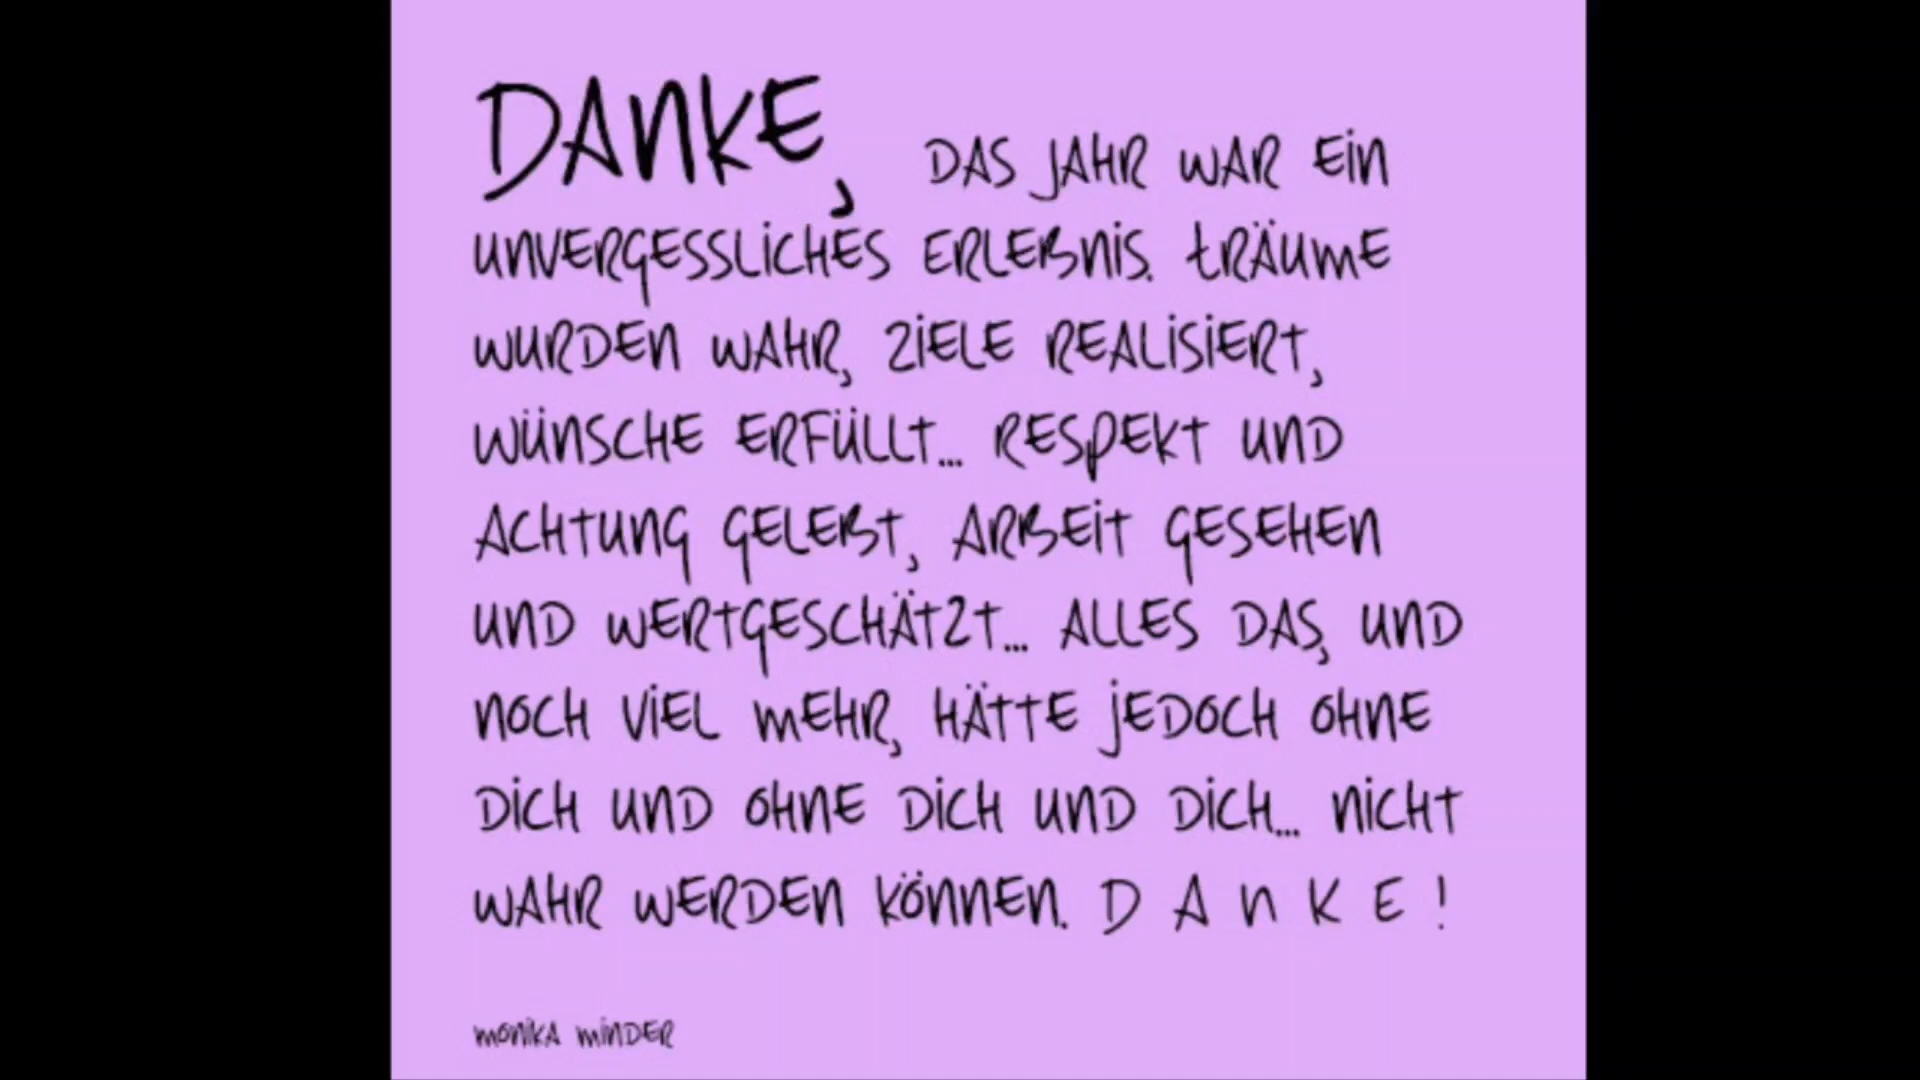 DANKE, DAS JAHR WAR EIN
UNVERGESSLICHES ERLEBNIS. TRÄUME
WURDEN WAHR, ZIELE REALISIERT,
WÜNSCHE ERFÜLLT... RESPEKT UND
ACHTUNG GELEBT, ARBEIT GESEHEN
UND WERTGESCHÄTZT... ALLES DAS, UND
NOCH VIEL MEHR, HÄTTE JEDOCH OHNE
DICH UND OHNE DICH UND DICH... NICHT
WAHR WERDEN KÖNNEN. D A N K E !
MONIKA MINDER